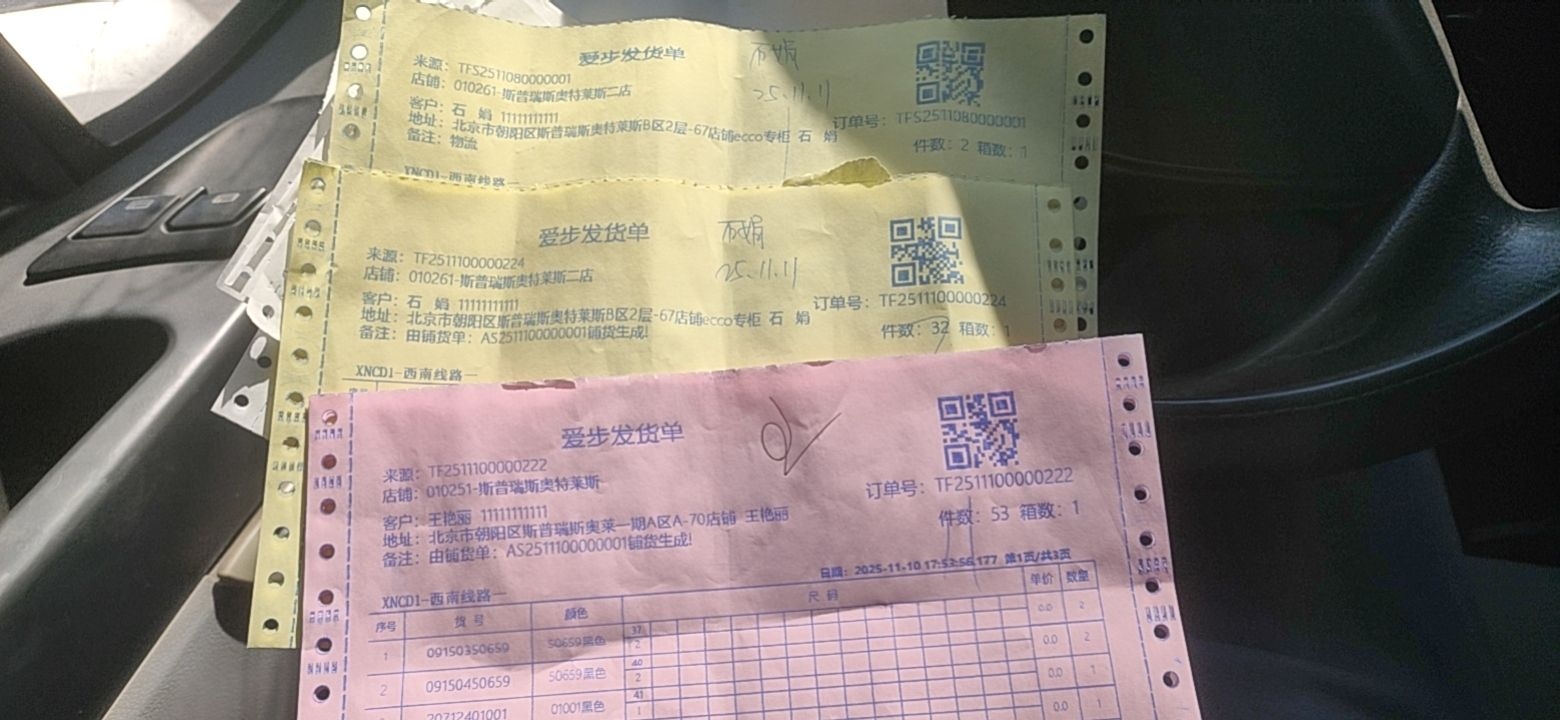 爱步发货单
石娟
25.11.11
来源：TFS2511080000001
店铺：010261-斯普瑞斯奥特莱斯二店
客户：石 娟 11111111111
订单号：TFS2511080000001
地址：北京市朝阳区斯普瑞斯奥特莱斯B区2层-67店铺ecco专柜 石 娟
件数：2 箱数：1
备注：物流
XNCD1-西南线路一
爱步发货单
石娟
25.11.11
来源：TF2511100000224
店铺：010261-斯普瑞斯奥特莱斯二店
客户：石 娟 11111111111
订单号：TF2511100000224
地址：北京市朝阳区斯普瑞斯奥特莱斯B区2层-67店铺ecco专柜 石 娟
件数：32 箱数：1
备注：由铺货单：AS2511100000001铺货生成!
XNCD1-西南线路一
爱步发货单
来源：TF2511100000222
店铺：010251-斯普瑞斯奥特莱斯
订单号：TF2511100000222
客户：王艳丽 11111111111
件数：53 箱数：1
地址：北京市朝阳区斯普瑞斯奥莱一期A区A-70店铺 王艳丽
备注：由铺货单：AS2511100000001铺货生成!
日期：2025-11-10 17:53:56.177 第1页/共3页
XNCD1-西南线路一
序号 货 号 颜色 尺 码 单价 数量
0.0 2
37
1 09150350659 50659黑色 2 0.0 2
40
2 09150450659 50659黑色 2 0.0 1
41
20712401001 01001黑色 1 0.0 1